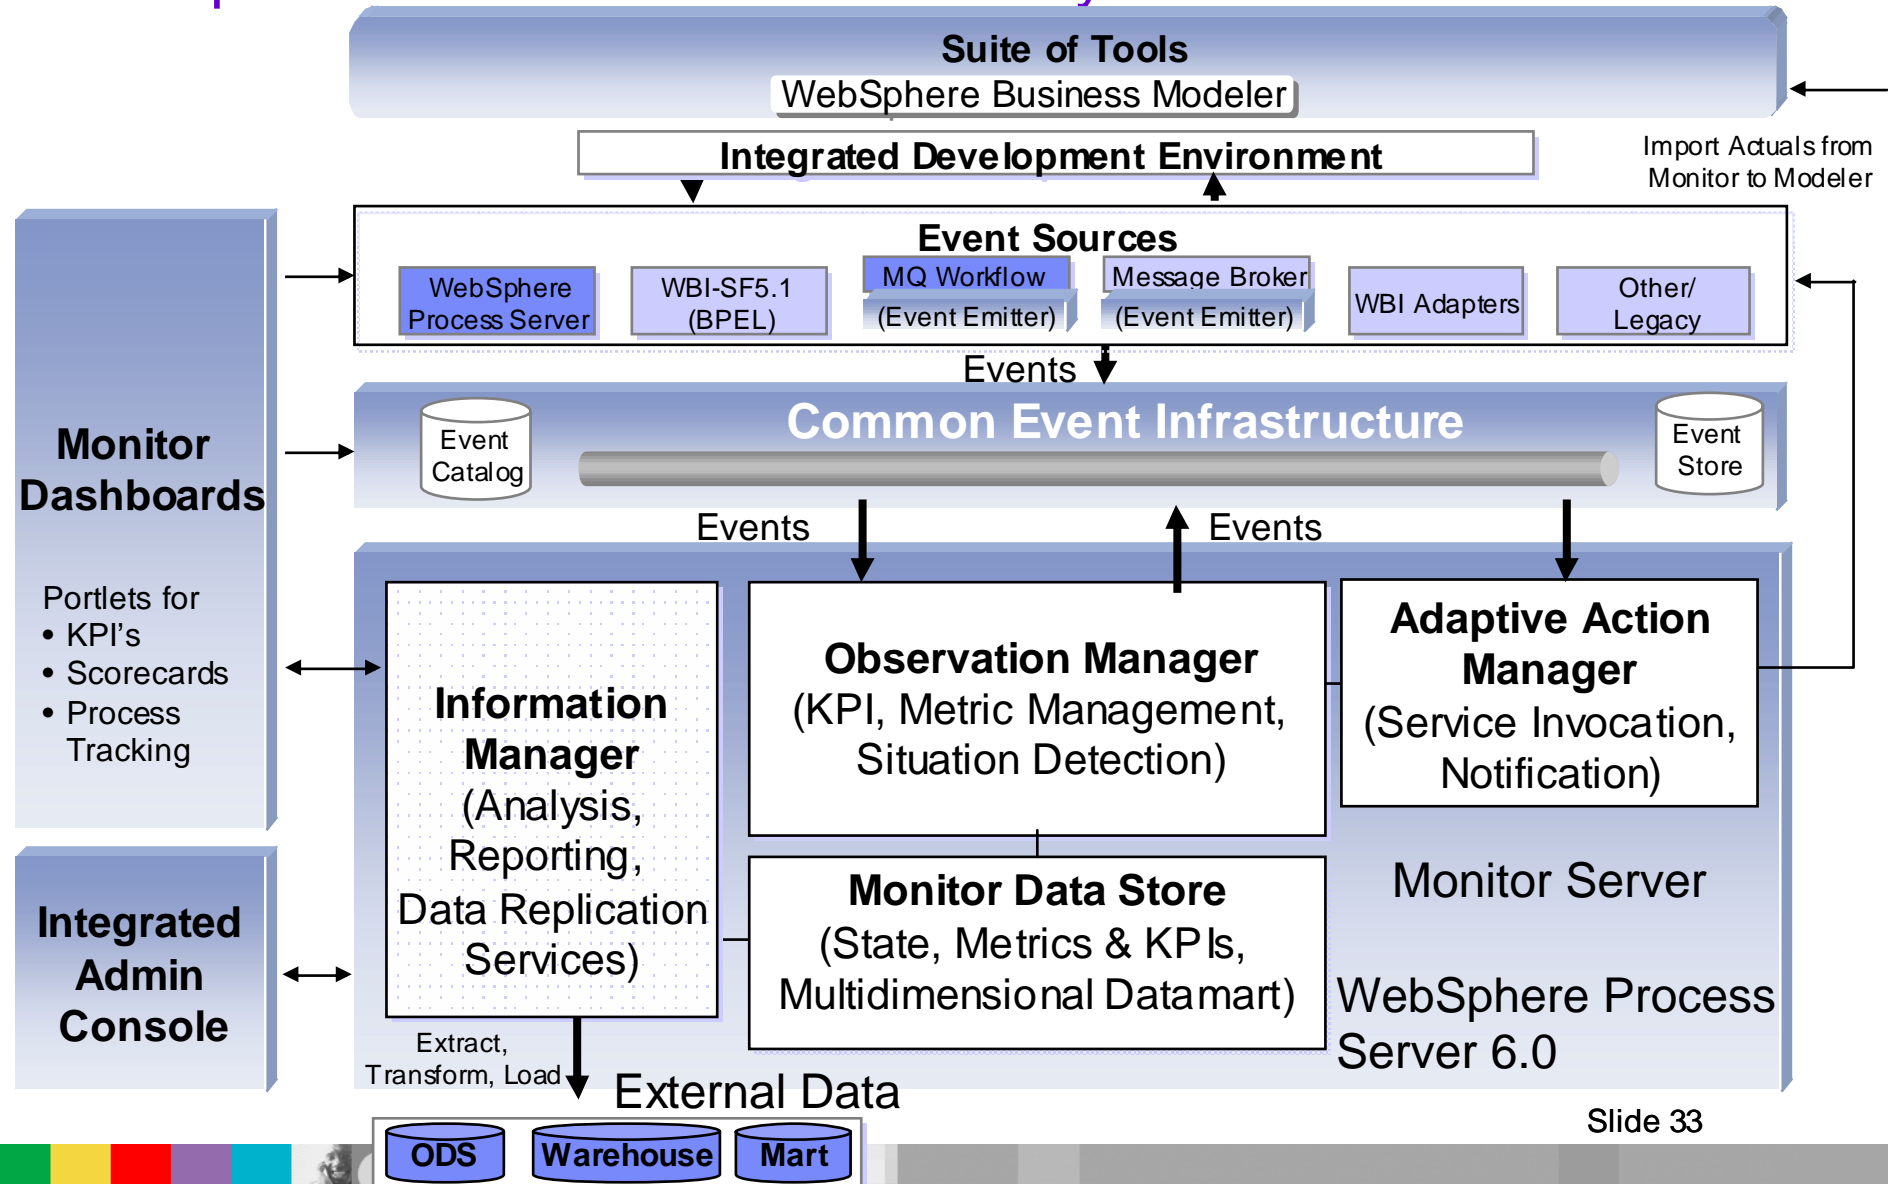 Suite of Tools
WebSphere Business Modeler
Integrated Development Environment
Import Actuals from
Monitor to Modeler
Event Sources
WebSphere
Process Server
WBI-SF5.1
(BPEL)
MQ Workflow
(Event Emitter)
Message Broker
(Event Emitter)
WBI Adapters
Other/
Legacy
Events
Common Event Infrastructure
Event
Catalog
Event
Store
Events
Events
Monitor
Dashboards
Portlets for
• KPI's
• Scorecards
• Process
Tracking
Information
Manager
(Analysis,
Reporting,
Data Replication
Services)
Observation Manager
(KPI, Metric Management,
Situation Detection)
Adaptive Action
Manager
(Service Invocation,
Notification)
Monitor Data Store
(State, Metrics & KPIs,
Multidimensional Datamart)
Monitor Server
WebSphere Process
Server 6.0
Integrated
Admin
Console
Extract,
Transform, Load
External Data
ODS
Warehouse
Mart
Slide 33